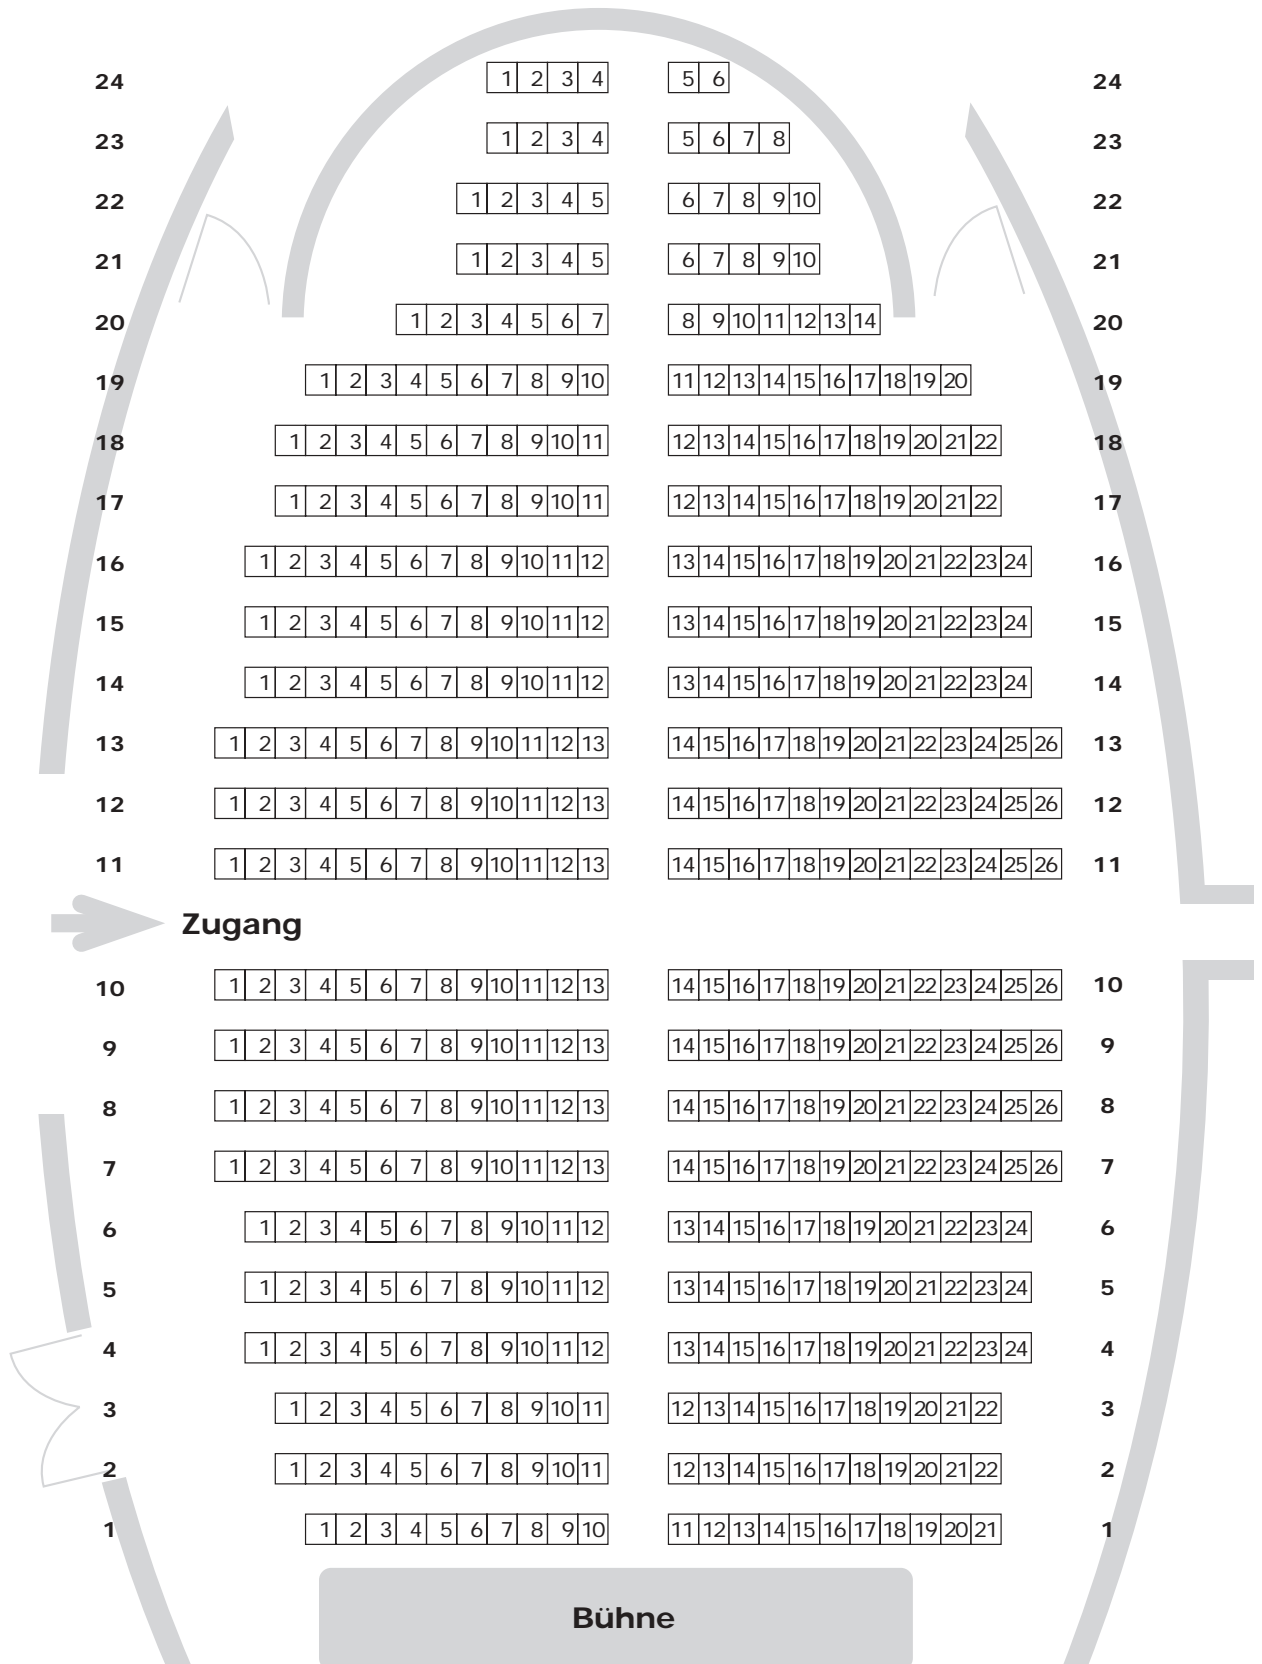 24 1 2 3 4 5 6 24
23 1 2 3 4 5 6 7 8 23
22 1 2 3 4 5 6 7 8 9 10 22
21 1 2 3 4 5 6 7 8 9 10 21
20 1 2 3 4 5 6 7 8 9 10 11 12 13 14 20
19 1 2 3 4 5 6 7 8 9 10 11 12 13 14 15 16 17 18 19 20 19
18 1 2 3 4 5 6 7 8 9 10 11 12 13 14 15 16 17 18 19 20 21 22 18
17 1 2 3 4 5 6 7 8 9 10 11 12 13 14 15 16 17 18 19 20 21 22 17
16 1 2 3 4 5 6 7 8 9 10 11 12 13 14 15 16 17 18 19 20 21 22 23 24 16
15 1 2 3 4 5 6 7 8 9 10 11 12 13 14 15 16 17 18 19 20 21 22 23 24 15
14 1 2 3 4 5 6 7 8 9 10 11 12 13 14 15 16 17 18 19 20 21 22 23 24 14
13 1 2 3 4 5 6 7 8 9 10 11 12 13 14 15 16 17 18 19 20 21 22 23 24 25 26 13
12 1 2 3 4 5 6 7 8 9 10 11 12 13 14 15 16 17 18 19 20 21 22 23 24 25 26 12
11 1 2 3 4 5 6 7 8 9 10 11 12 13 14 15 16 17 18 19 20 21 22 23 24 25 26 11
Zugang
10 1 2 3 4 5 6 7 8 9 10 11 12 13 14 15 16 17 18 19 20 21 22 23 24 25 26 10
9 1 2 3 4 5 6 7 8 9 10 11 12 13 14 15 16 17 18 19 20 21 22 23 24 25 26 9
8 1 2 3 4 5 6 7 8 9 10 11 12 13 14 15 16 17 18 19 20 21 22 23 24 25 26 8
7 1 2 3 4 5 6 7 8 9 10 11 12 13 14 15 16 17 18 19 20 21 22 23 24 25 26 7
6 1 2 3 4 5 6 7 8 9 10 11 12 13 14 15 16 17 18 19 20 21 22 23 24 6
5 1 2 3 4 5 6 7 8 9 10 11 12 13 14 15 16 17 18 19 20 21 22 23 24 5
4 1 2 3 4 5 6 7 8 9 10 11 12 13 14 15 16 17 18 19 20 21 22 23 24 4
3 1 2 3 4 5 6 7 8 9 10 11 12 13 14 15 16 17 18 19 20 21 22 3
2 1 2 3 4 5 6 7 8 9 10 11 12 13 14 15 16 17 18 19 20 21 22 2
1 1 2 3 4 5 6 7 8 9 10 11 12 13 14 15 16 17 18 19 20 21 1
Bühne